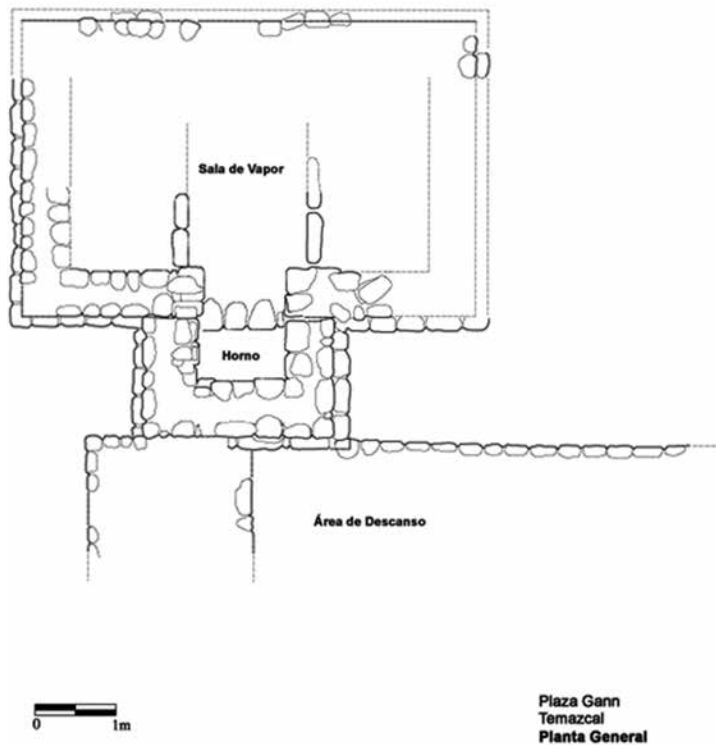 Sala de Vapor
Horno
Área de Descanso
0 1m
Plaza Gann
Temazcal
Planta General